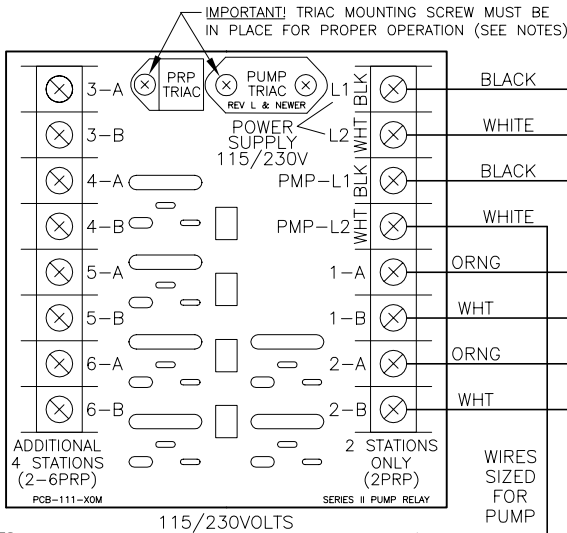 IMPORTANT! TRIAC MOUNTING SCREW MUST BE
IN PLACE FOR PROPER OPERATION (SEE NOTES)
PRP
TRIAC
PUMP
TRIAC
REV L & NEWER
POWER
SUPPLY
115/230V
3-A
3-B
4-A
4-B
5-A
5-B
6-A
6-B
L1
L2
PMP-L1
PMP-L2
1-A
1-B
2-A
2-B
BLK
WHT
BLK
WHT
BLACK
WHITE
BLACK
WHITE
ORNG
WHT
ORNG
WHT
ADDITIONAL
4 STATIONS
(2-6PRP)
PCB-111-XOM
2 STATIONS
ONLY
(2PRP)
SERIES II PUMP RELAY
WIRES
SIZED
FOR
PUMP
115/230VOLTS